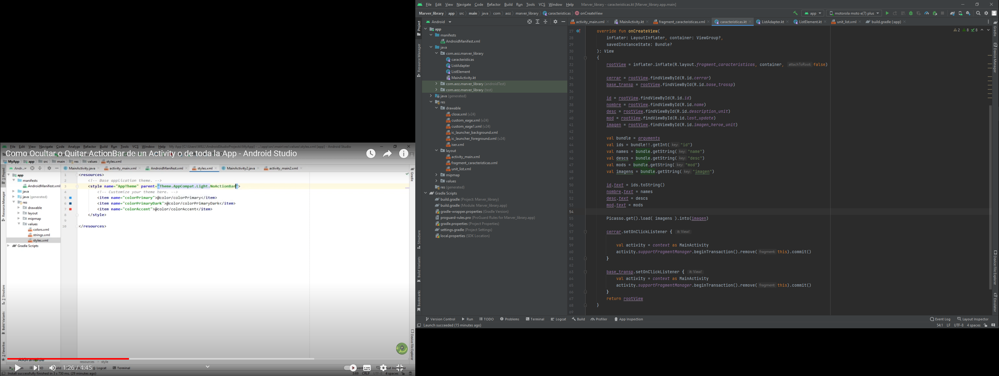 File Edit View Navigate Code Analyze Refactor Build Run Tools VCS Window Help My App [C:\Users\WILL\AndroidStudioProjects\MyApp] - ...\app\src\main\res\values\styles.xml [app] - Android Studio
Como Ocultar o Quitar ActionBar de un Activity o de toda la App - Android Studio
MyApp app src main res values styles.xml
Andr... MainActivity.java activity_main.xml AndroidManifest.xml styles.xml MainActivity2.java activity_main2.xml
1: Project
Resource Manager
7: Structure
Build Variants
2: Favorites
app
manifests
AndroidManifest.xml
java
java (generated)
res
drawable
layout
mipmap
values
colors.xml
strings.xml
styles.xml
Gradle Scripts
1 <resources>
2 <!-- Base application theme. -->
3 <style name="AppTheme" parent="Theme.AppCompat.Light.NoActionBar">
4 <!-- Customize your theme here. -->
5 <item name="colorPrimary">@color/colorPrimary</item>
6 <item name="colorPrimaryDark">@color/colorPrimaryDark</item>
7 <item name="colorAccent">@color/colorAccent</item>
8 </style>
9
10 </resources>
Gradle
Device File Explorer
resources style
1:26 / 4:45
6: Logcat Terminal
Install successfully finished in 3 s 730 ms. (29 minutes ago)
3:69 CRLF UTF-8 4 spaces
File Edit View Navigate Code Refactor Build Run Tools VCS Window Help Marver_library - caracteristicas.kt [Marver_library.app.main]
Marver_library app src main java com aoz marver_library caracteristicas onCreateView
app motorola moto e(7) plus
Android
activity_main.xml MainActivity.kt fragment_caracteristicas.xml caracteristicas.kt ListAdapter.kt ListElement.kt unit_list.xml build.gradle (:app)
Project
Resource Manager
Structure
Build Variants
Bookmarks
app
manifests
AndroidManifest.xml
java
com.aoz.marver_library
caracteristicas
ListAdapter
ListElement
MainActivity.kt
com.aoz.marver_library (androidTest)
com.aoz.marver_library (test)
java (generated)
res
drawable
close.xml (v24)
custom_eage.xml (v24)
custom_eage1.xml (v24)
ic_launcher_background.xml
ic_launcher_foreground.xml (v24)
iser.xml
layout
activity_main.xml
fragment_caracteristicas.xml
unit_list.xml
mipmap
values
res (generated)
Gradle Scripts
build.gradle (Project: Marver_library)
build.gradle (Module: Marver_library.app)
gradle-wrapper.properties (Gradle Version)
proguard-rules.pro (ProGuard Rules for Marver_library.app)
gradle.properties (Project Properties)
settings.gradle (Project Settings)
local.properties (SDK Location)
2 8 8
27 override fun onCreateView(
28 inflater: LayoutInflater, container: ViewGroup?,
29 savedInstanceState: Bundle?
30 ): View
31 {
32 rootView = inflater.inflate(R.layout.fragment_caracteristicas, container, attachToRoot: false)
33
34 cerrar = rootView.findViewById(R.id.cerrar)
35 base_transp = rootView.findViewById(R.id.base_trassp)
36
37 id = rootView.findViewById(R.id.id)
38 nombre = rootView.findViewById(R.id.name)
39 desc = rootView.findViewById(R.id.description_unit)
40 mod = rootView.findViewById(R.id.last_update)
41 imagen = rootView.findViewById(R.id.imagen_heroe_unit)
42
43 val bundle = arguments
44 val ids = bundle!!.getInt( key: "id")
45 val names = bundle.getString( key: "name")
46 val descs = bundle.getString( key: "desc")
47 val mods = bundle.getString( key: "mod")
48 val imagens = bundle.getString( key: "imagen")
49
50 id.text = ids.toString()
51 nombre.text = names
52 desc.text = descs
53 mod.text = mods
54
55 Picasso.get().load( imagens ).into(imagen)
56
57 cerrar.setOnClickListener { it: View!
58
59 val activity = context as MainActivity
60 activity.supportFragmentManager.beginTransaction().remove( fragment: this).commit()
61 }
62
63 base_transp.setOnClickListener { it: View!
64 val activity = context as MainActivity
65 activity.supportFragmentManager.beginTransaction().remove( fragment: this).commit()
66 }
67 return rootView
68 }
69
Gradle
Device Manager
Device File Explorer
Emulator
Version Control Run TODO Problems Terminal Logcat Build Profiler App Inspection
Event Log Layout Inspector
Launch succeeded (15 minutes ago)
54:1 LF UTF-8 4 spaces